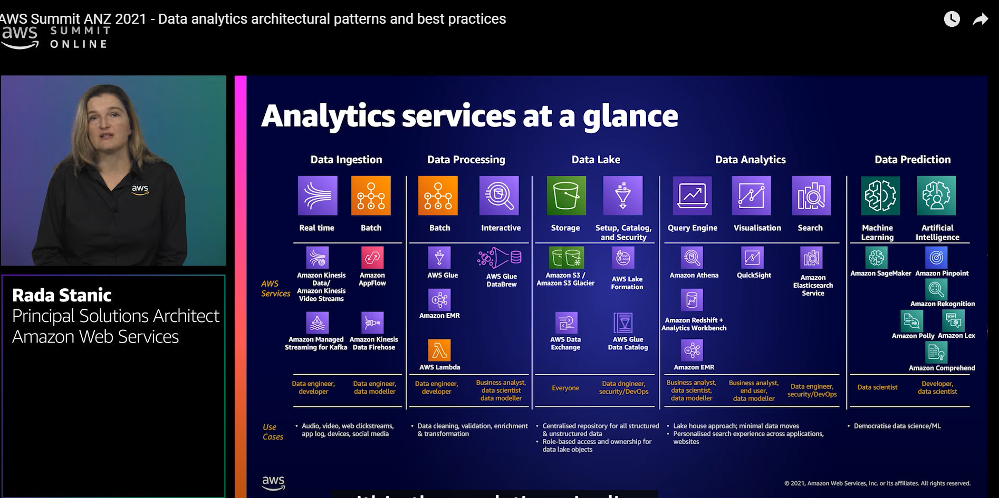 AWS Summit ANZ 2021 - Data analytics architectural patterns and best practices
aws SUMMIT
ONLINE
aws
Rada Stanic
Principal Solutions Architect
Amazon Web Services
Analytics services at a glance
Data Ingestion
Data Processing
Data Lake
Data Analytics
Data Prediction
Real time
Batch
Batch
Interactive
Storage
Setup, Catalog,
and Security
Query Engine
Visualisation
Search
Machine
Learning
Artificial
Intelligence
AWS
Services
Amazon Kinesis
Data/
Amazon Kinesis
Video Streams
Amazon
AppFlow
Amazon Managed
Streaming for Kafka
Amazon Kinesis
Data Firehose
AWS Glue
Amazon EMR
AWS Lambda
AWS Glue
DataBrew
Amazon S3 /
Amazon S3 Glacier
AWS Data
Exchange
AWS Lake
Formation
AWS Glue
Data Catalog
Amazon Athena
Amazon Redshift +
Analytics Workbench
Amazon EMR
QuickSight
Amazon
Elasticsearch
Service
Amazon SageMaker
Amazon Pinpoint
Amazon Rekognition
Amazon Polly
Amazon Lex
Amazon Comprehend
Data engineer,
developer
Data engineer,
data modeller
Data engineer,
developer
Business analyst,
data scientist
data modeller
Everyone
Data dngineer,
security/DevOps
Business analyst,
data scientist,
data modeller
Business analyst,
end user,
data modeller
Data engineer,
security/DevOps
Data scientist
Developer,
data scientist
Use
Cases
• Audio, video, web clickstreams,
app log, devices, social media
• Data cleaning, validation, enrichment
& transformation
• Centralised repository for all structured
& unstructured data
• Role-based access and ownership for
data lake objects
• Lake house approach; minimal data moves
• Personalised search experience across applications,
websites
• Democratise data science/ML
aws
© 2021, Amazon Web Services, Inc. or its affiliates. All rights reserved.